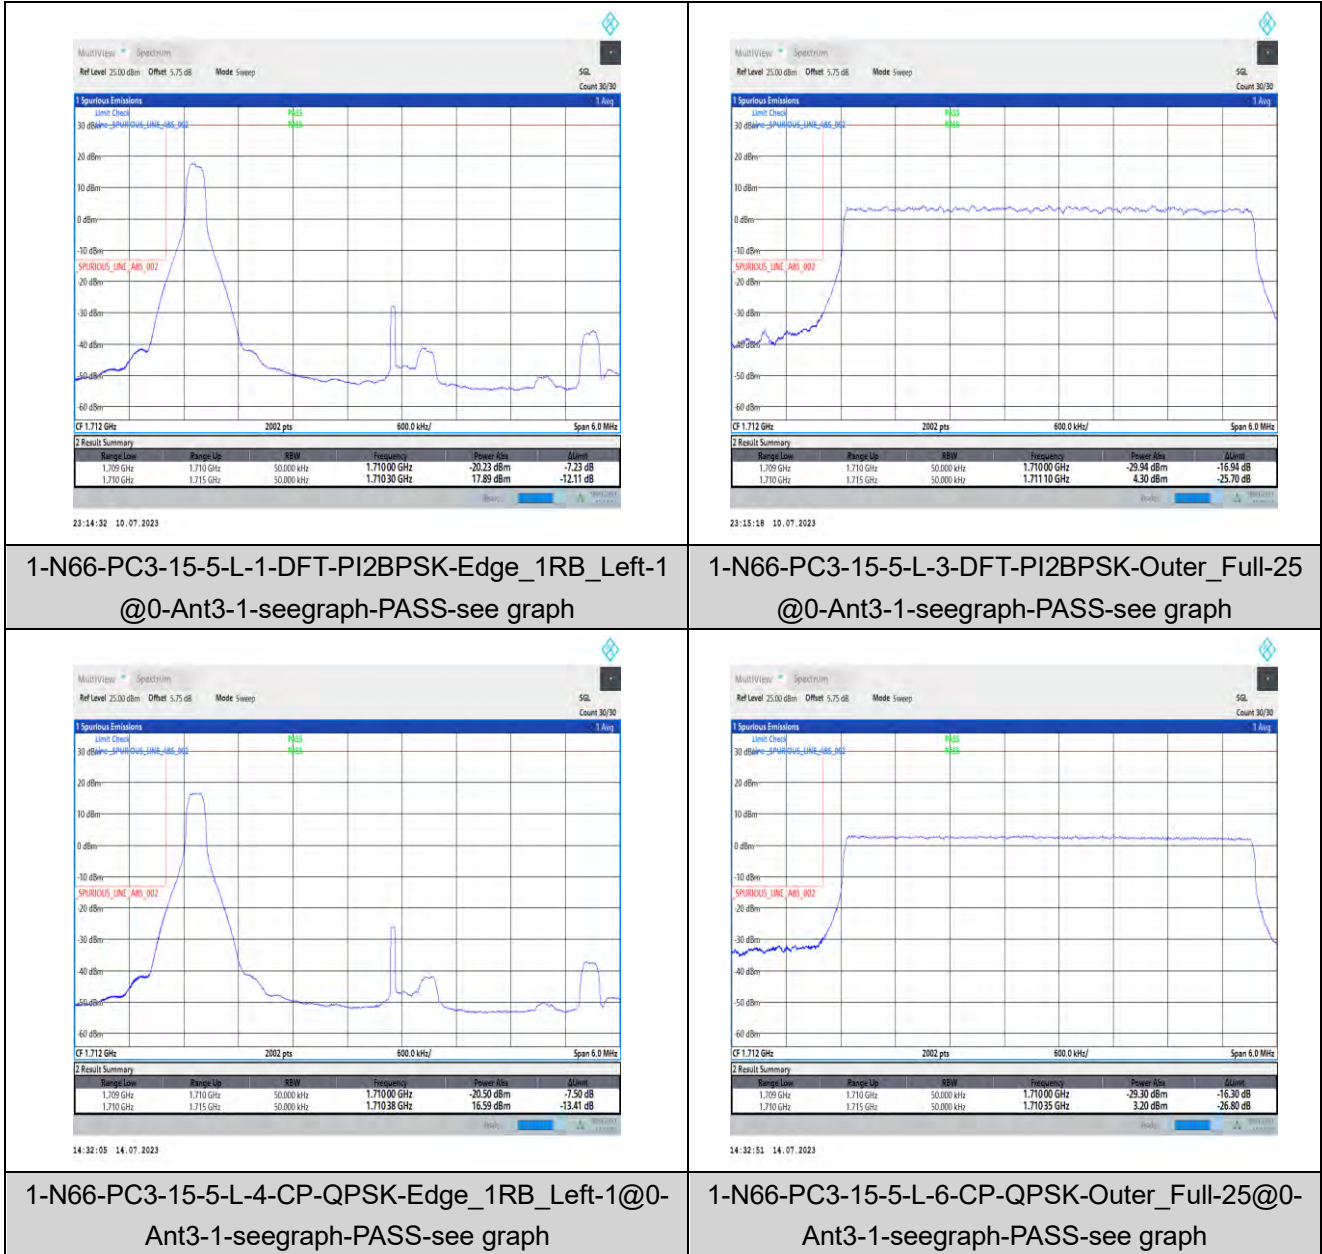 MultiView Spectrum
Ref Level 25.00 dBm Offset 5.75 dB Mode Sweep SGL
Count 30/30
1 Spurious Emissions 1 Avg
Limit Check PASS
30 dBm Line _SPURIOUS_LINE_ABS_002 PASS
20 dBm
10 dBm
0 dBm
-10 dBm
_SPURIOUS_LINE_ABS_002
-20 dBm
-30 dBm
-40 dBm
-50 dBm
-60 dBm
CF 1.712 GHz 2002 pts 600.0 kHz/ Span 6.0 MHz
2 Result Summary
Range Low Range Up RBW Frequency Power Abs ΔLimit
1.709 GHz 1.710 GHz 50.000 kHz 1.71000 GHz -20.23 dBm -7.23 dB
1.710 GHz 1.715 GHz 50.000 kHz 1.71030 GHz 17.89 dBm -12.11 dB
23:14:32 10.07.2023
1-N66-PC3-15-5-L-1-DFT-PI2BPSK-Edge_1RB_Left-1
@0-Ant3-1-seegraph-PASS-see graph
MultiView Spectrum
Ref Level 25.00 dBm Offset 5.75 dB Mode Sweep SGL
Count 30/30
1 Spurious Emissions 1 Avg
Limit Check PASS
30 dBm Line _SPURIOUS_LINE_ABS_002 PASS
20 dBm
10 dBm
0 dBm
-10 dBm
_SPURIOUS_LINE_ABS_002
-20 dBm
-30 dBm
-40 dBm
-50 dBm
-60 dBm
CF 1.712 GHz 2002 pts 600.0 kHz/ Span 6.0 MHz
2 Result Summary
Range Low Range Up RBW Frequency Power Abs ΔLimit
1.709 GHz 1.710 GHz 50.000 kHz 1.71000 GHz -29.94 dBm -16.94 dB
1.710 GHz 1.715 GHz 50.000 kHz 1.71110 GHz 4.30 dBm -25.70 dB
23:15:18 10.07.2023
1-N66-PC3-15-5-L-3-DFT-PI2BPSK-Outer_Full-25
@0-Ant3-1-seegraph-PASS-see graph
MultiView Spectrum
Ref Level 25.00 dBm Offset 5.75 dB Mode Sweep SGL
Count 30/30
1 Spurious Emissions 1 Avg
Limit Check PASS
30 dBm Line _SPURIOUS_LINE_ABS_002 PASS
20 dBm
10 dBm
0 dBm
-10 dBm
_SPURIOUS_LINE_ABS_002
-20 dBm
-30 dBm
-40 dBm
-50 dBm
-60 dBm
CF 1.712 GHz 2002 pts 600.0 kHz/ Span 6.0 MHz
2 Result Summary
Range Low Range Up RBW Frequency Power Abs ΔLimit
1.709 GHz 1.710 GHz 50.000 kHz 1.71000 GHz -20.50 dBm -7.50 dB
1.710 GHz 1.715 GHz 50.000 kHz 1.71038 GHz 16.59 dBm -13.41 dB
14:32:05 14.07.2023
1-N66-PC3-15-5-L-4-CP-QPSK-Edge_1RB_Left-1@0-
Ant3-1-seegraph-PASS-see graph
MultiView Spectrum
Ref Level 25.00 dBm Offset 5.75 dB Mode Sweep SGL
Count 30/30
1 Spurious Emissions 1 Avg
Limit Check PASS
30 dBm Line _SPURIOUS_LINE_ABS_002 PASS
20 dBm
10 dBm
0 dBm
-10 dBm
_SPURIOUS_LINE_ABS_002
-20 dBm
-30 dBm
-40 dBm
-50 dBm
-60 dBm
CF 1.712 GHz 2002 pts 600.0 kHz/ Span 6.0 MHz
2 Result Summary
Range Low Range Up RBW Frequency Power Abs ΔLimit
1.709 GHz 1.710 GHz 50.000 kHz 1.71000 GHz -29.30 dBm -16.30 dB
1.710 GHz 1.715 GHz 50.000 kHz 1.71035 GHz 3.20 dBm -26.80 dB
14:32:51 14.07.2023
1-N66-PC3-15-5-L-6-CP-QPSK-Outer_Full-25@0-
Ant3-1-seegraph-PASS-see graph